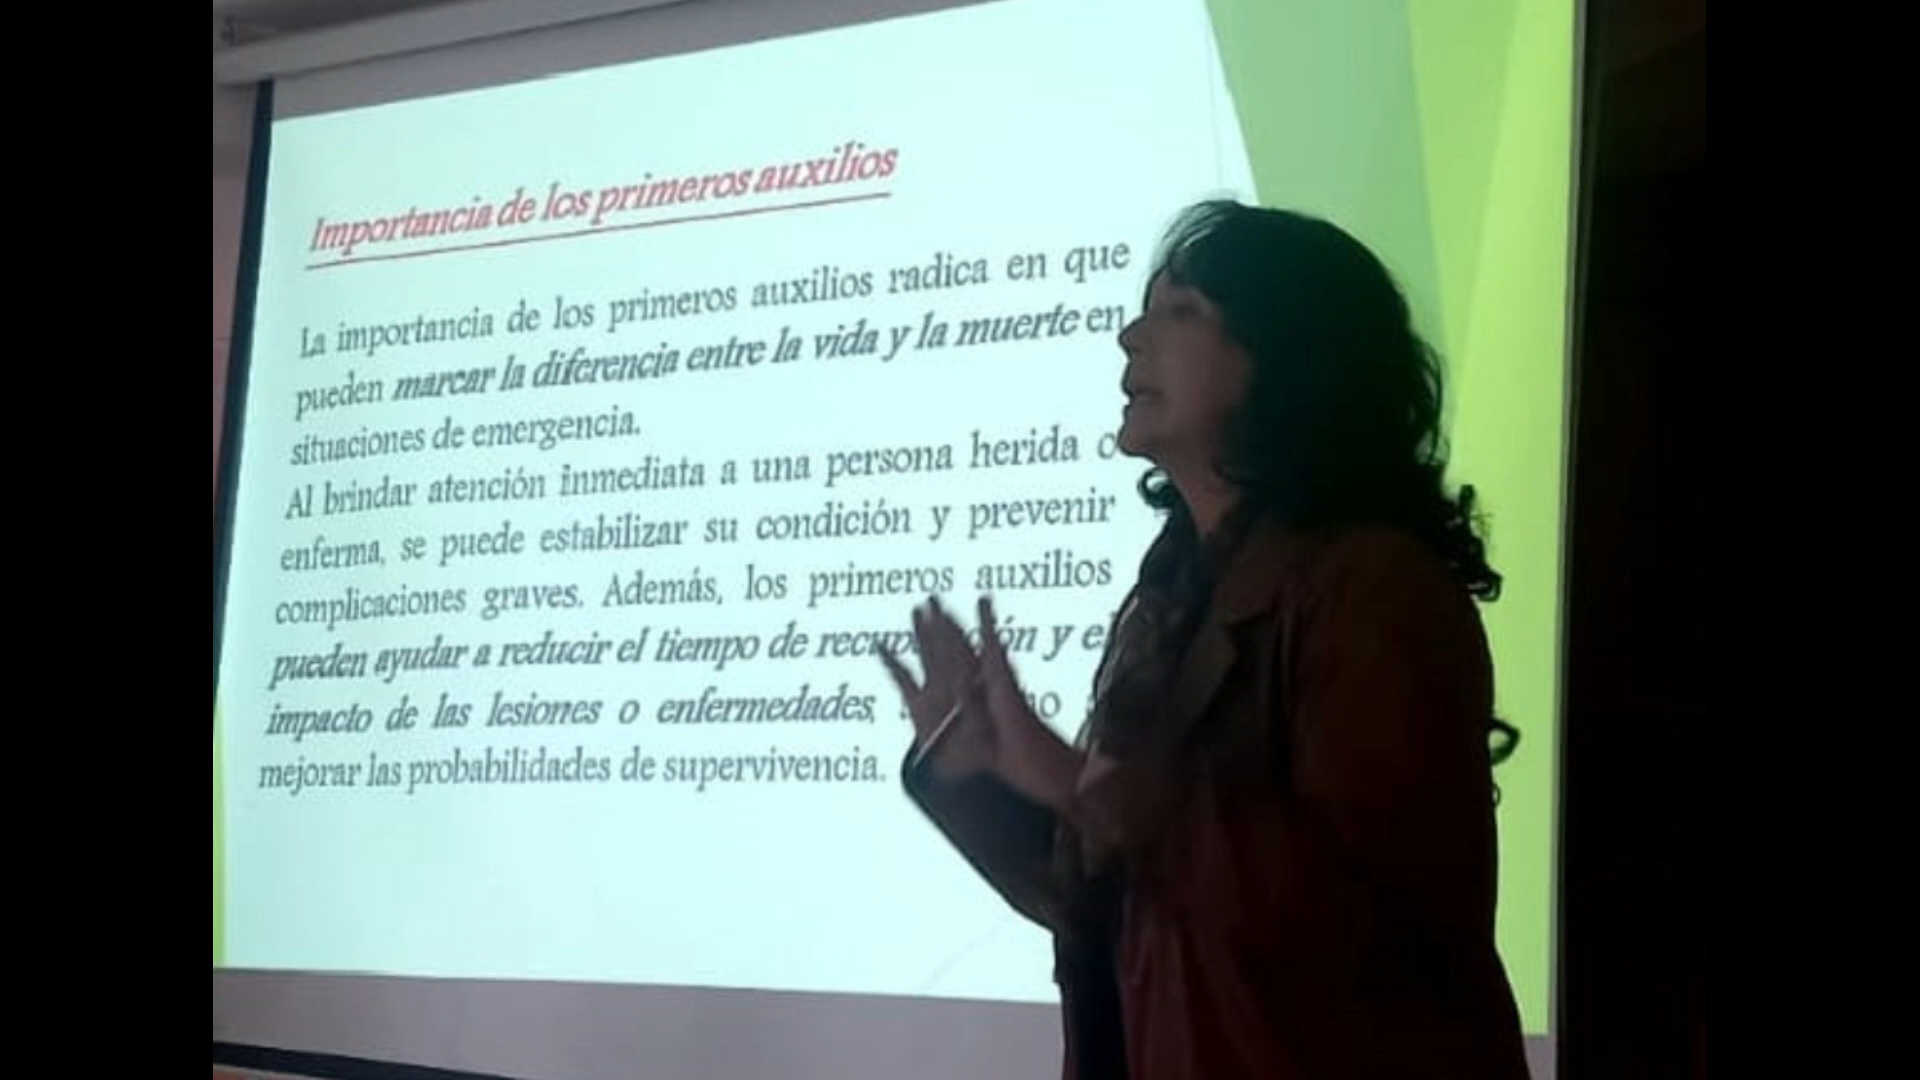 Importancia de los primeros auxilios
La importancia de los primeros auxilios radica en que
pueden marcar la diferencia entre la vida y la muerte en
situaciones de emergencia.
Al brindar atención inmediata a una persona herida o
enferma, se puede estabilizar su condición y prevenir
complicaciones graves. Además, los primeros auxilios
pueden ayudar a reducir el tiempo de y el
impacto de las lesiones o enfermedades,
mejorar las probabilidades de supervivencia.